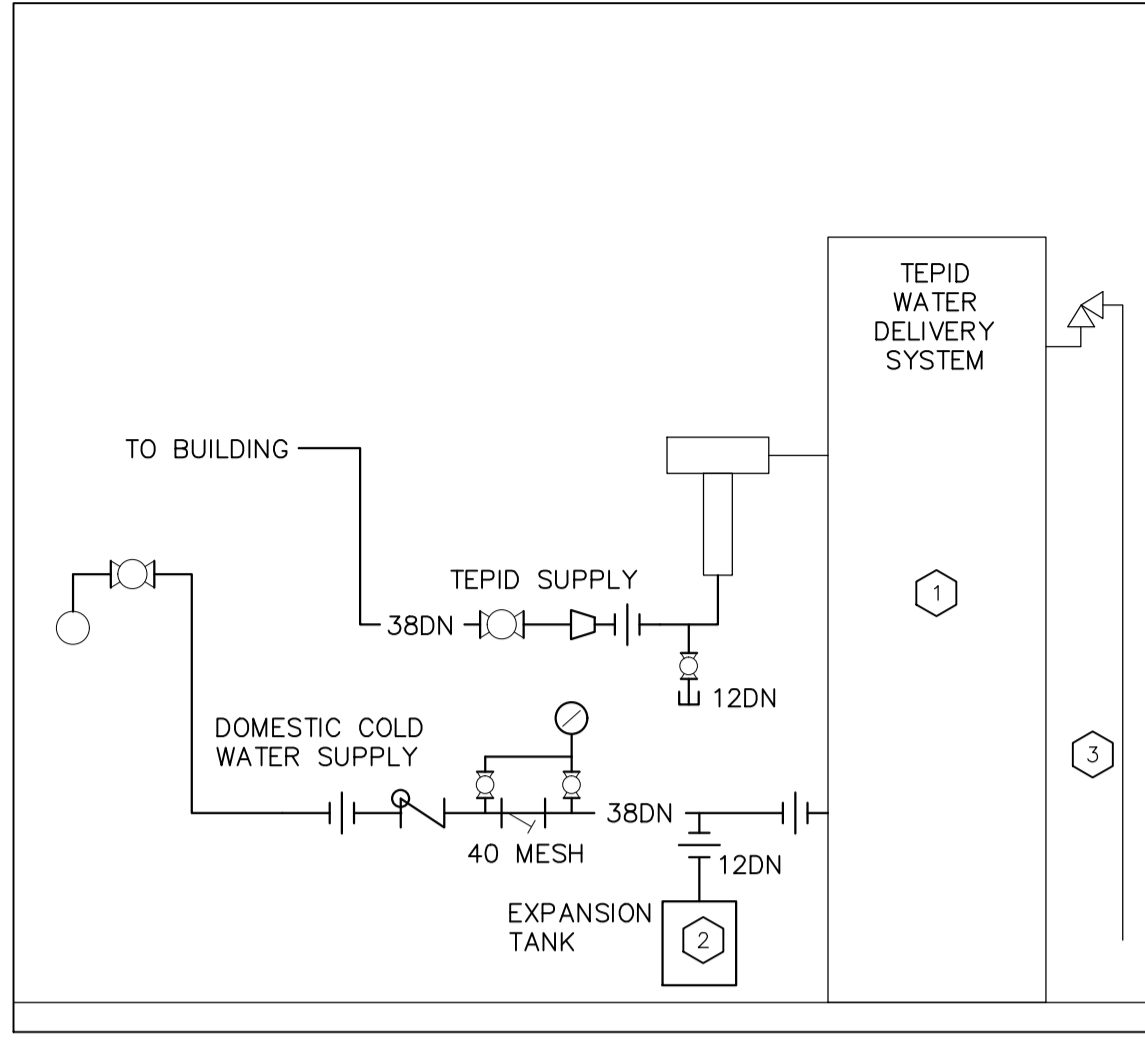 TEPID
WATER
DELIVERY
SYSTEM
TO BUILDING
TEPID SUPPLY
1
38DN
12DN
DOMESTIC COLD
WATER SUPPLY
3
38DN
40 MESH
12DN
EXPANSION
TANK
2